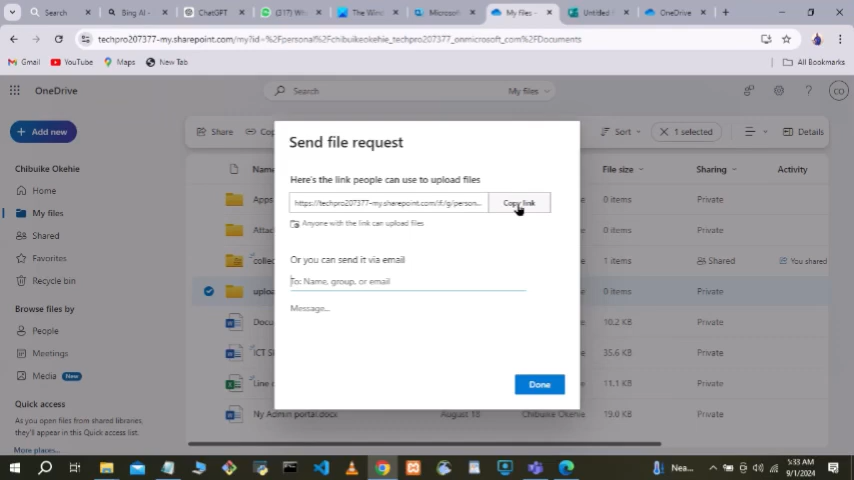 Search
Bing AI -
ChatGPT
(317) Wh
The Wind
Microsoft
My files -
Untitled
OneDrive
techpro207377-my.sharepoint.com/my?id=%2Fpersonal%2Fchibuikeokehie_techpro207377_onmicrosoft_com%2FDocuments
Gmail
YouTube
Maps
New Tab
All Bookmarks
OneDrive
Search
My files
CO
Add new
Share
Sort
1 selected
Details
Chibuike Okehie
Home
My files
Shared
Favorites
Recycle bin
Browse files by
People
Meetings
Media New
Quick access
As you open files from shared libraries,
they'll appear in this Quick access list.
More places...
Name
File size
Sharing
Activity
Apps
0 items
Private
Attac
0 items
Private
collec
1 items
Shared
You shared
uploa
0 items
Private
Docu
10.2 KB
Private
ICT S
35.6 KB
Private
Line
11.1 KB
Private
Ny Admin portal.docx
August 18
Chibuike Okehie
19.0 KB
Private
Send file request
Here's the link people can use to upload files
https://techpro207377-my.sharepoint.com/:f:/g/person...
Copy link
Anyone with the link can upload files
Or you can send it via email
To: Name, group, or email
Message...
Done
Nea...
5:33 AM
9/1/2024